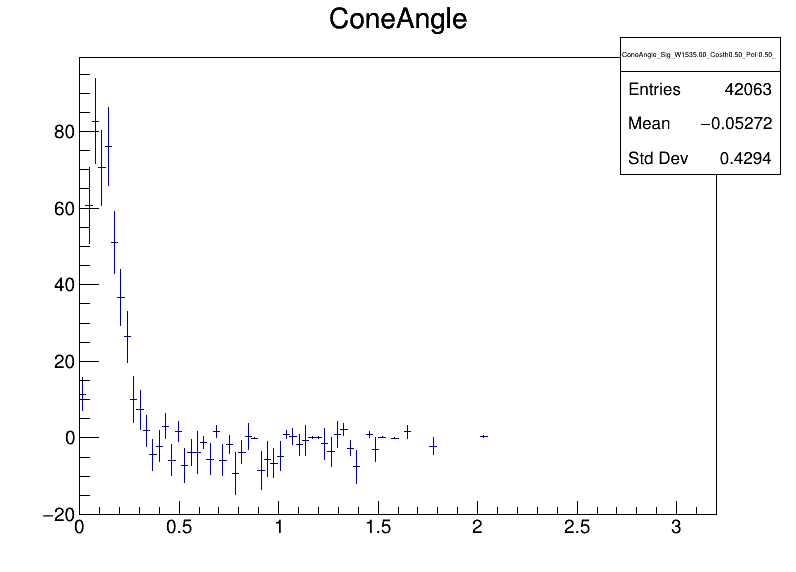 ConeAngle
ConeAngle_Sig_W1535.00_Costh0.50_Pol-0.50_
Entries 42063
Mean −0.05272
Std Dev 0.4294
80
60
40
20
0
−20
0 0.5 1 1.5 2 2.5 3